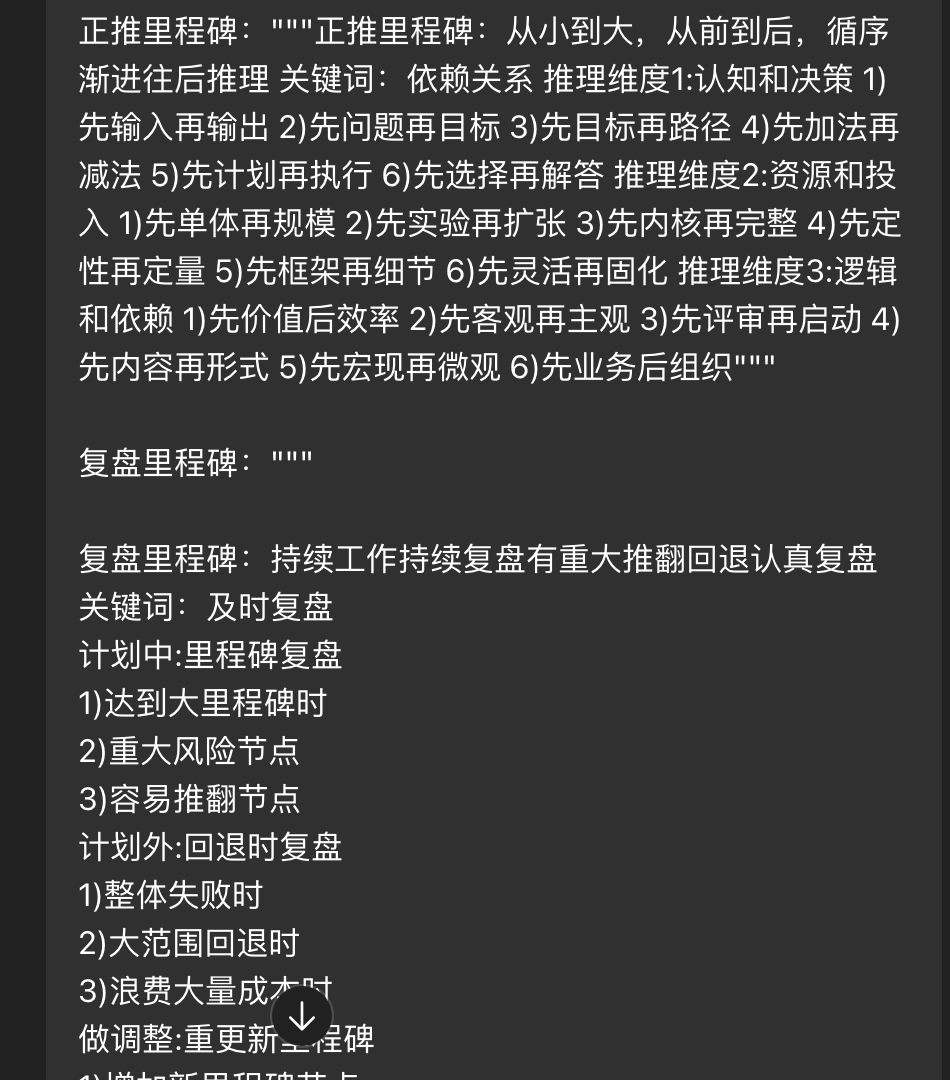 正推里程碑："""正推里程碑：从小到大，从前到后，循序
渐进往后推理 关键词：依赖关系 推理维度1:认知和决策 1)
先输入再输出 2)先问题再目标 3)先目标再路径 4)先加法再
减法 5)先计划再执行 6)先选择再解答 推理维度2:资源和投
入 1)先单体再规模 2)先实验再扩张 3)先内核再完整 4)先定
性再定量 5)先框架再细节 6)先灵活再固化 推理维度3:逻辑
和依赖 1)先价值后效率 2)先客观再主观 3)先评审再启动 4)
先内容再形式 5)先宏现再微观 6)先业务后组织"""
复盘里程碑："""
复盘里程碑：持续工作持续复盘有重大推翻回退认真复盘
关键词：及时复盘
计划中:里程碑复盘
1)达到大里程碑时
2)重大风险节点
3)容易推翻节点
计划外:回退时复盘
1)整体失败时
2)大范围回退时
3)浪费大量成本时
做调整:重更新里程碑
1)增加新里程碑节点